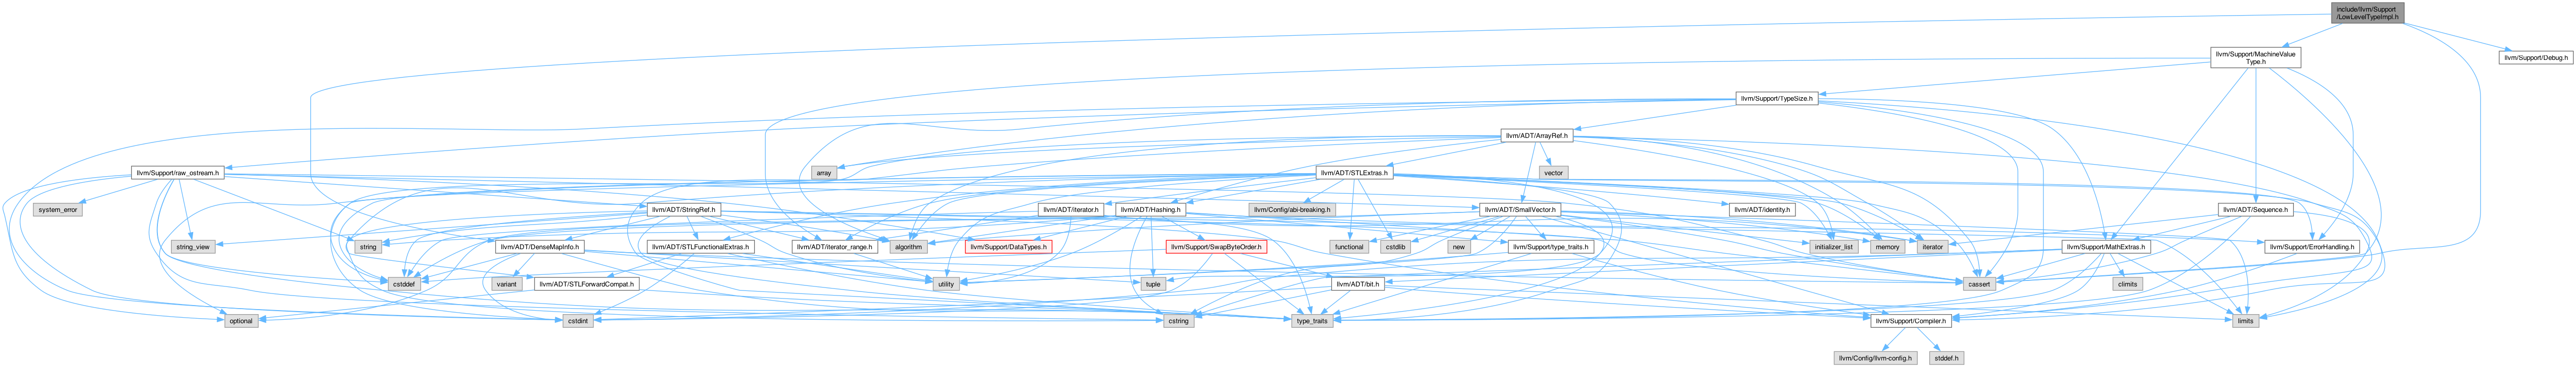 include/llvm/Support
/LowLevelTypeImpl.h
llvm/Support/MachineValue
Type.h
llvm/Support/Debug.h
llvm/Support/TypeSize.h
llvm/ADT/ArrayRef.h
llvm/Support/raw_ostream.h
array
llvm/ADT/STLExtras.h
vector
system_error
llvm/ADT/StringRef.h
llvm/ADT/iterator.h
llvm/ADT/Hashing.h
llvm/Config/abi-breaking.h
llvm/ADT/SmallVector.h
llvm/ADT/identity.h
llvm/ADT/Sequence.h
string_view
string
llvm/ADT/DenseMapInfo.h
llvm/ADT/STLFunctionalExtras.h
llvm/ADT/iterator_range.h
algorithm
llvm/Support/DataTypes.h
llvm/Support/SwapByteOrder.h
functional
cstdlib
new
llvm/Support/type_traits.h
initializer_list
memory
iterator
llvm/Support/MathExtras.h
llvm/Support/ErrorHandling.h
cstddef
variant
llvm/ADT/STLForwardCompat.h
utility
tuple
llvm/ADT/bit.h
cassert
climits
optional
cstdint
cstring
type_traits
llvm/Support/Compiler.h
limits
llvm/Config/llvm-config.h
stddef.h